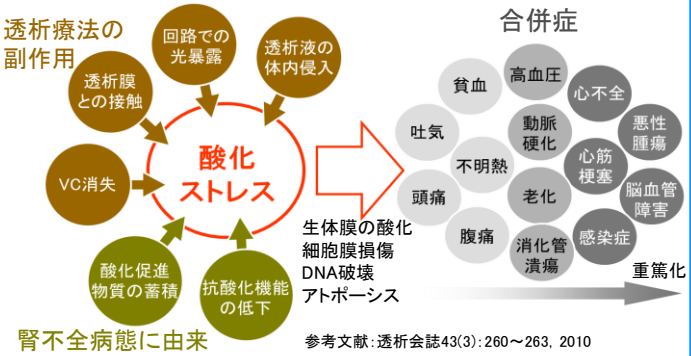 透析療法の
副作用
回路での
光暴露
透析液の
体内侵入
透析膜
との接触
VC消失
酸化
ストレス
酸化促進
物質の蓄積
抗酸化機能
の低下
腎不全病態に由来
生体膜の酸化
細胞膜損傷
DNA破壊
アトポーシス
合併症
貧血
高血圧
心不全
吐気
動脈
硬化
悪性
腫瘍
不明熱
心筋
梗塞
頭痛
老化
脳血管
障害
腹痛
消化管
潰瘍
感染症
重篤化
参考文献:透析会誌43(3):260~263, 2010